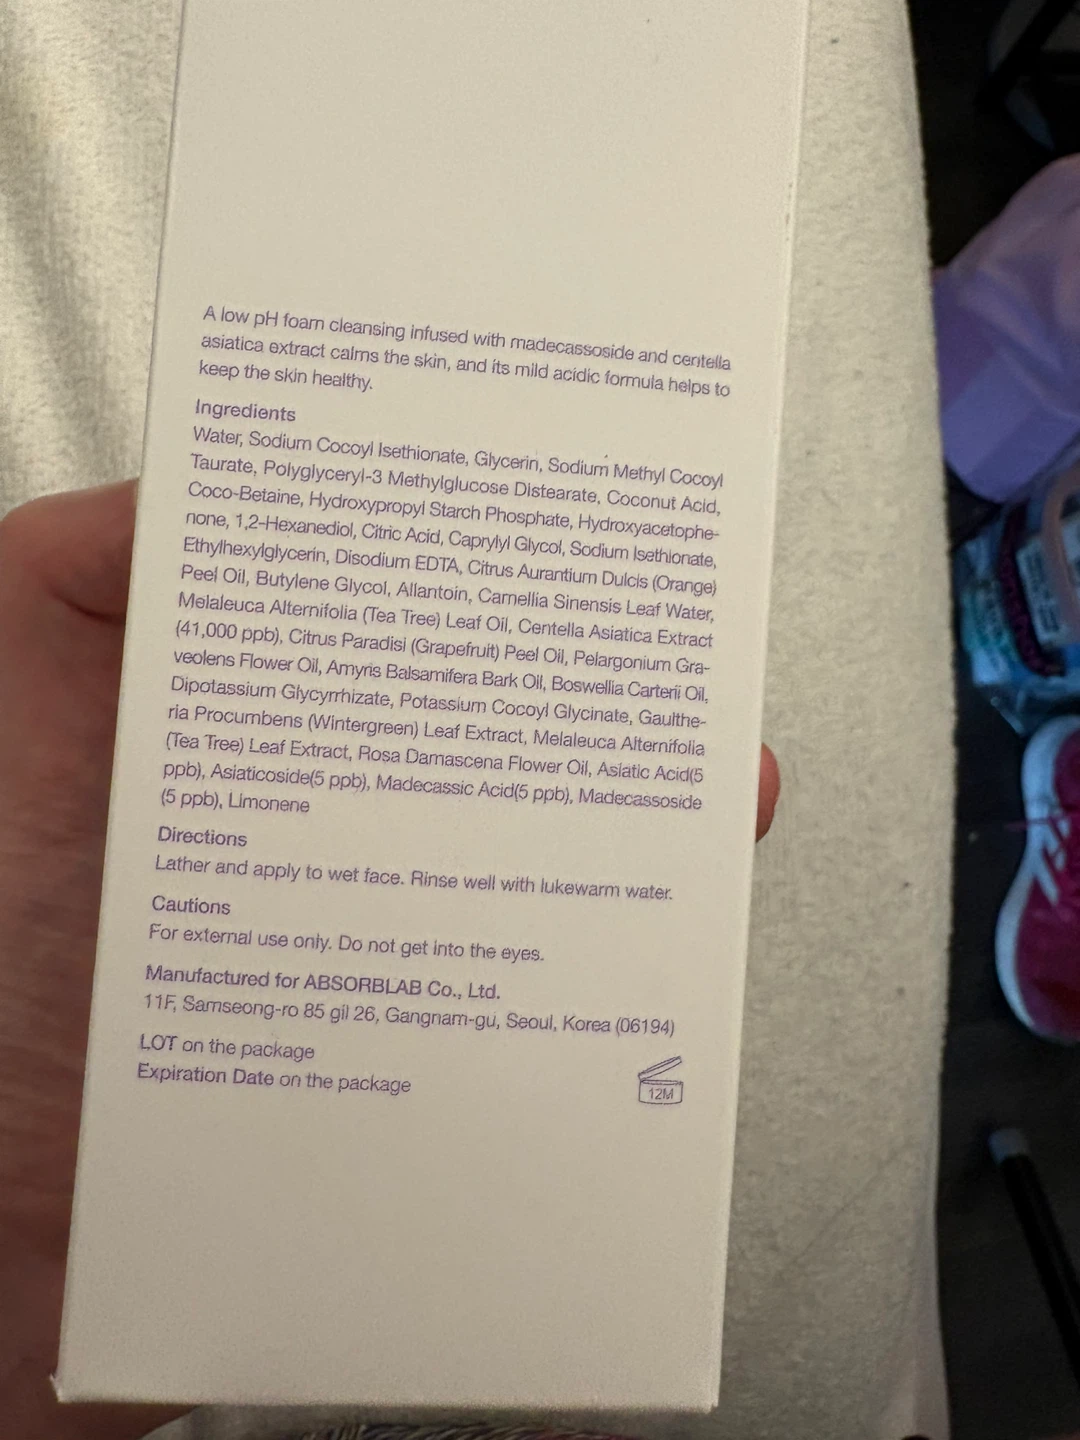 A low pH foam cleansing infused with madecassoside and centella
asiatica extract calms the skin, and its mild acidic formula helps to
keep the skin healthy.
Ingredients
Water, Sodium Cocoyl Isethionate, Glycerin, Sodium Methyl Cocoyl
Taurate, Polyglyceryl-3 Methylglucose Distearate, Coconut Acid,
Coco-Betaine, Hydroxypropyl Starch Phosphate, Hydroxyacetophe-
none, 1,2-Hexanediol, Citric Acid, Caprylyl Glycol, Sodium Isethionate,
Ethylhexylglycerin, Disodium EDTA, Citrus Aurantium Dulcis (Orange)
Peel Oil, Butylene Glycol, Allantoin, Camellia Sinensis Leaf Water,
Melaleuca Alternifolia (Tea Tree) Leaf Oil, Centella Asiatica Extract
(41,000 ppb), Citrus Paradisi (Grapefruit) Peel Oil, Pelargonium Gra-
veolens Flower Oil, Amyris Balsamifera Bark Oil, Boswellia Carterii Oil,
Dipotassium Glycyrrhizate, Potassium Cocoyl Glycinate, Gaulthe-
ria Procumbens (Wintergreen) Leaf Extract, Melaleuca Alternifolia
(Tea Tree) Leaf Extract, Rosa Damascena Flower Oil, Asiatic Acid(5
ppb), Asiaticoside(5 ppb), Madecassic Acid(5 ppb), Madecassoside
(5 ppb), Limonene
Directions
Lather and apply to wet face. Rinse well with lukewarm water.
Cautions
For external use only. Do not get into the eyes.
Manufactured for ABSORBLAB Co., Ltd.
11F, Samseong-ro 85 gil 26, Gangnam-gu, Seoul, Korea (06194)
LOT on the package
Expiration Date on the package
12M